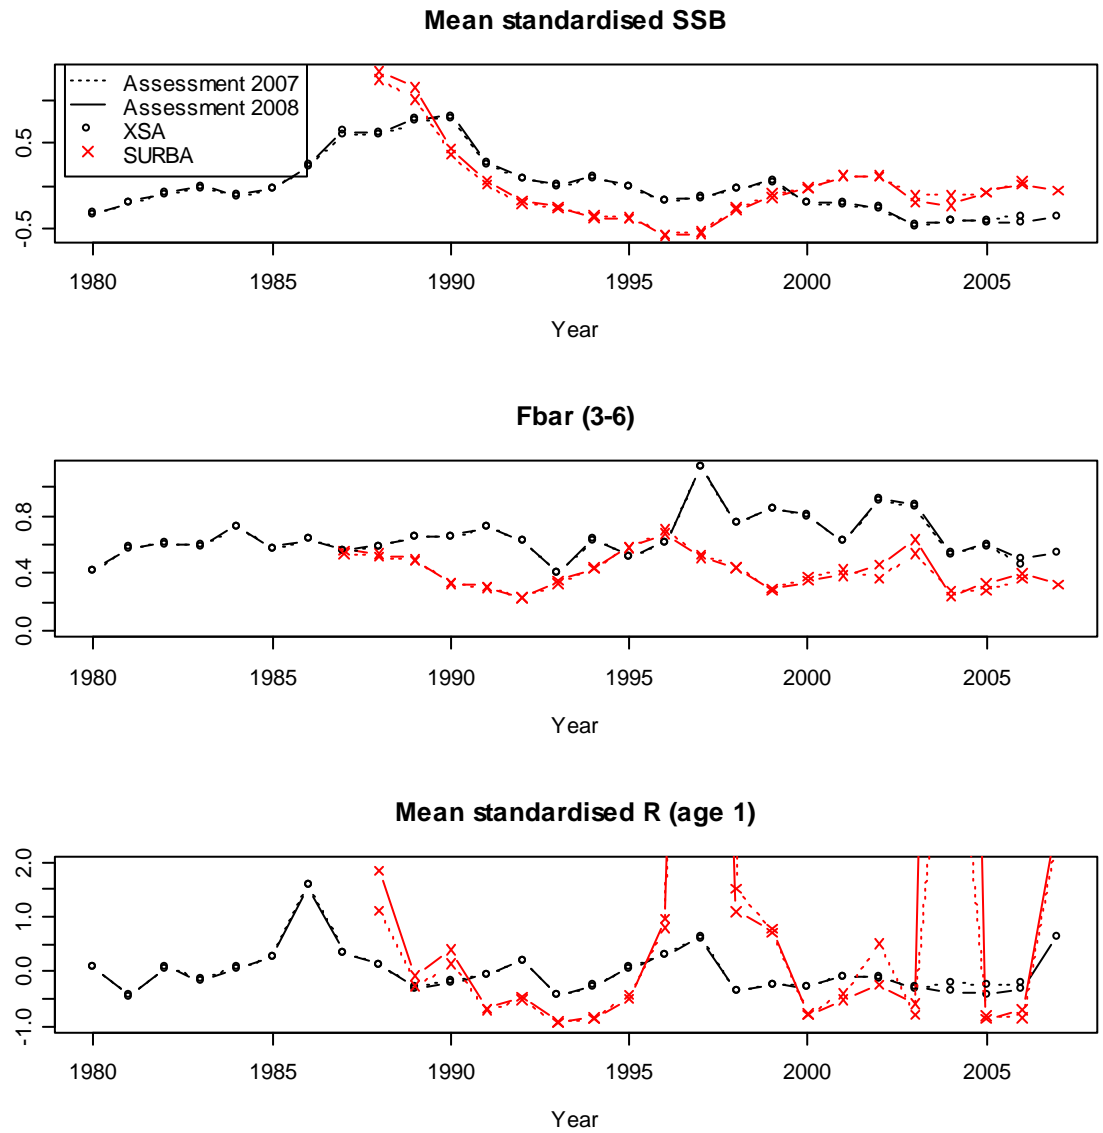 Mean standardised SSB
Assessment 2007
Assessment 2008
XSA
SURBA
0.5
-0.5
1980 1985 1990 1995 2000 2005
Year
Fbar (3-6)
0.8
0.4
0.0
1980 1985 1990 1995 2000 2005
Year
Mean standardised R (age 1)
2.0
1.0
0.0
-1.0
1980 1985 1990 1995 2000 2005
Year